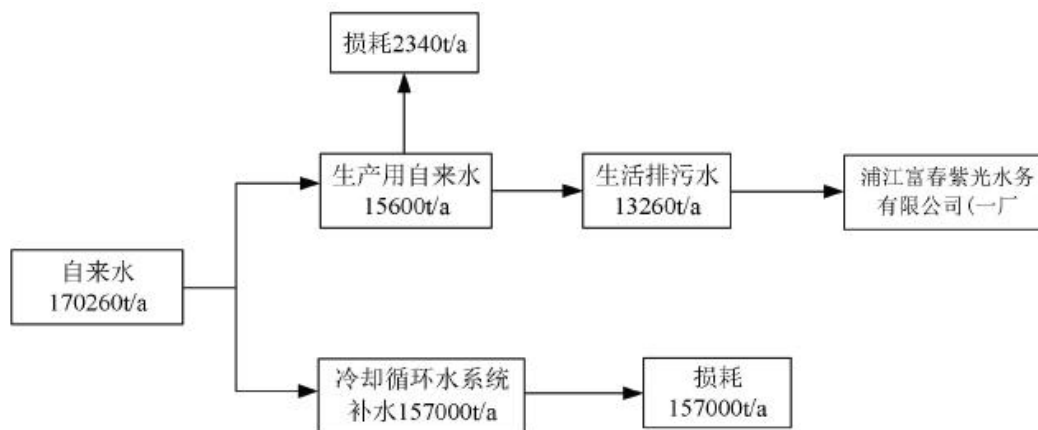 损耗2340t/a
生产用自来水
15600t/a
生活排污水
13260t/a
浦江富春紫光水务
有限公司(一厂
自来水
170260t/a
冷却循环水系统
补水157000t/a
损耗
157000t/a